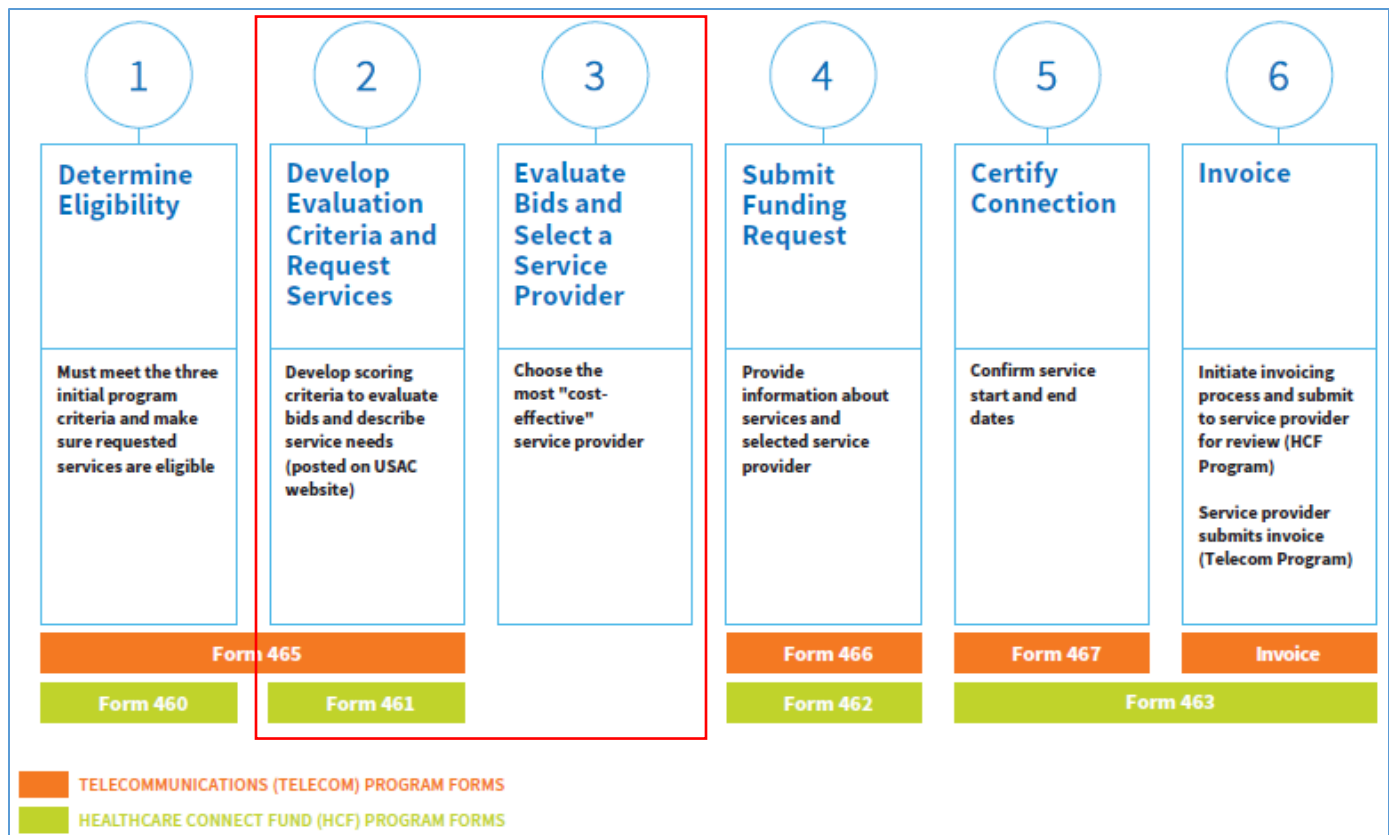 1
2
3
4
5
6
Determine
Eligibility
Develop
Evaluation
Criteria and
Request
Services
Evaluate
Bids and
Select a
Service
Provider
Submit
Funding
Request
Certify
Connection
Invoice
Must meet the three
initial program
criteria and make
sure requested
services are eligible
Develop scoring
criteria to evaluate
bids and describe
service needs
(posted on USAC
website)
Choose the
most "cost-
effective"
service provider
Provide
information about
services and
selected service
provider
Confirm service
start and end
dates
Initiate invoicing
process and submit
to service provider
for review (HCF
Program)
Service provider
submits invoice
(Telecom Program)
Form 465
Form 466
Form 467
Invoice
Form 460
Form 461
Form 462
Form 463
TELECOMMUNICATIONS (TELECOM) PROGRAM FORMS
HEALTHCARE CONNECT FUND (HCF) PROGRAM FORMS